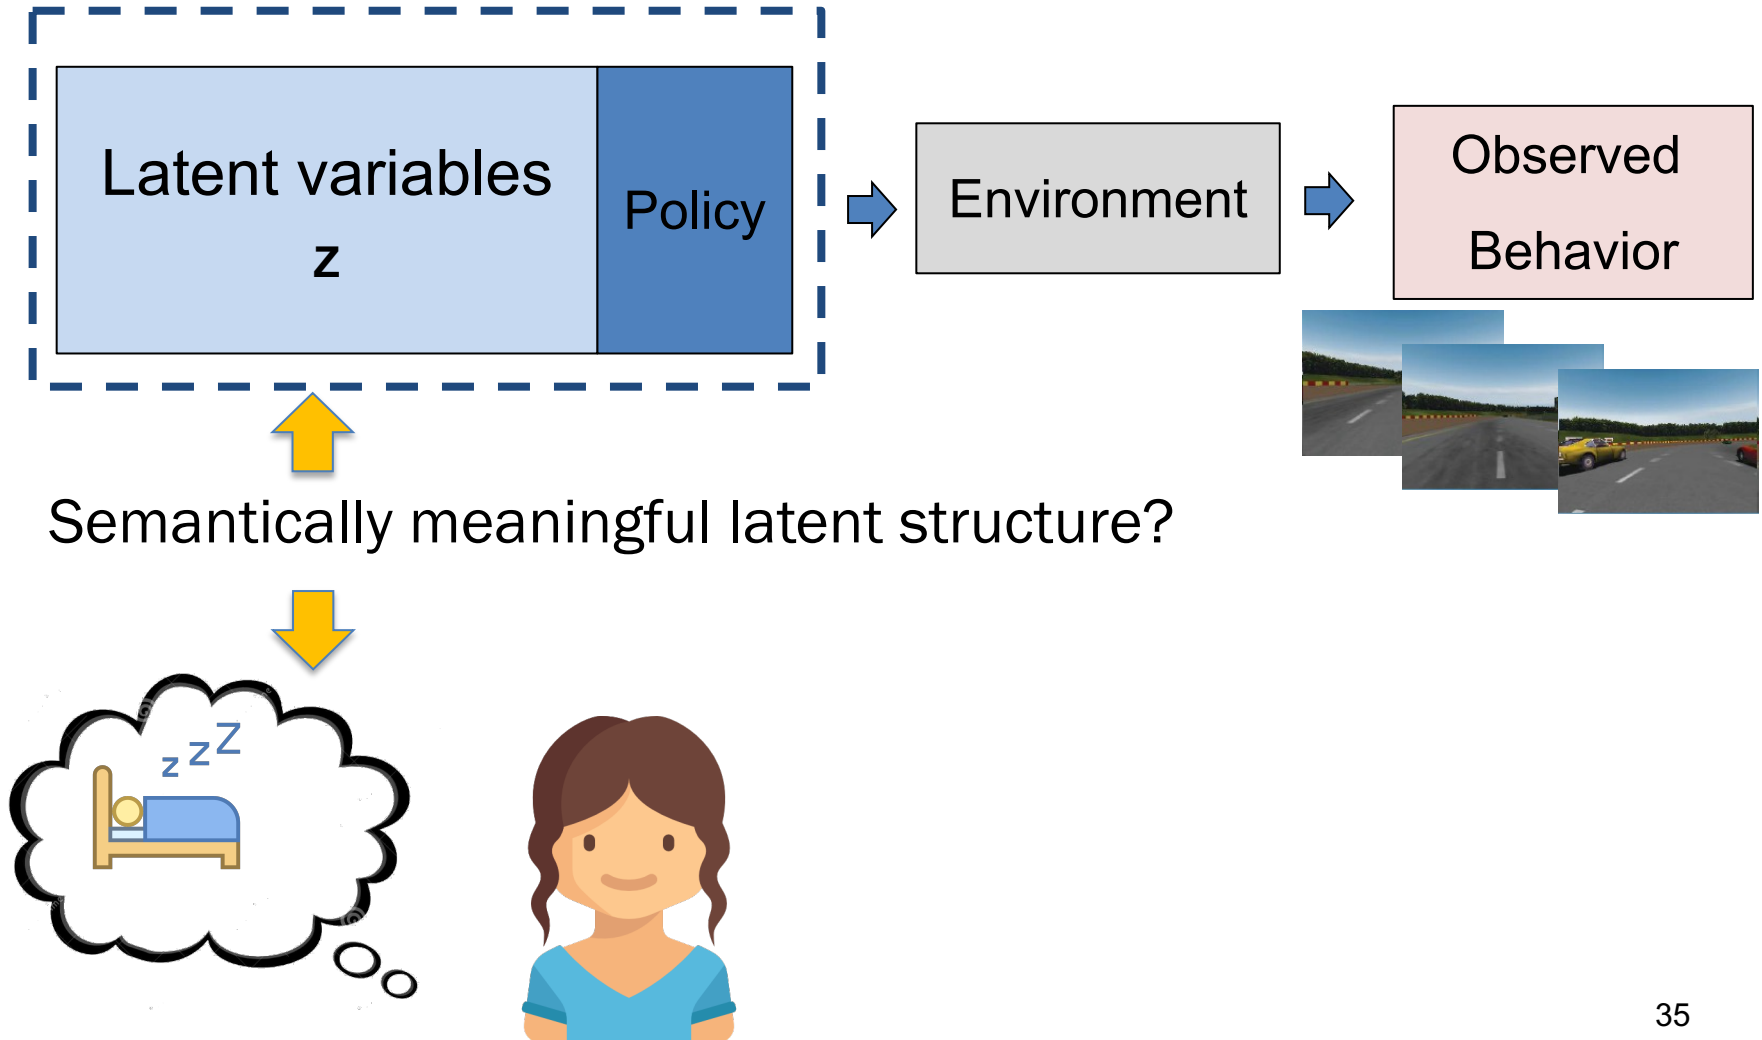 Latent variables
z
Policy
Environment
Observed
Behavior
Semantically meaningful latent structure?
z z Z
35